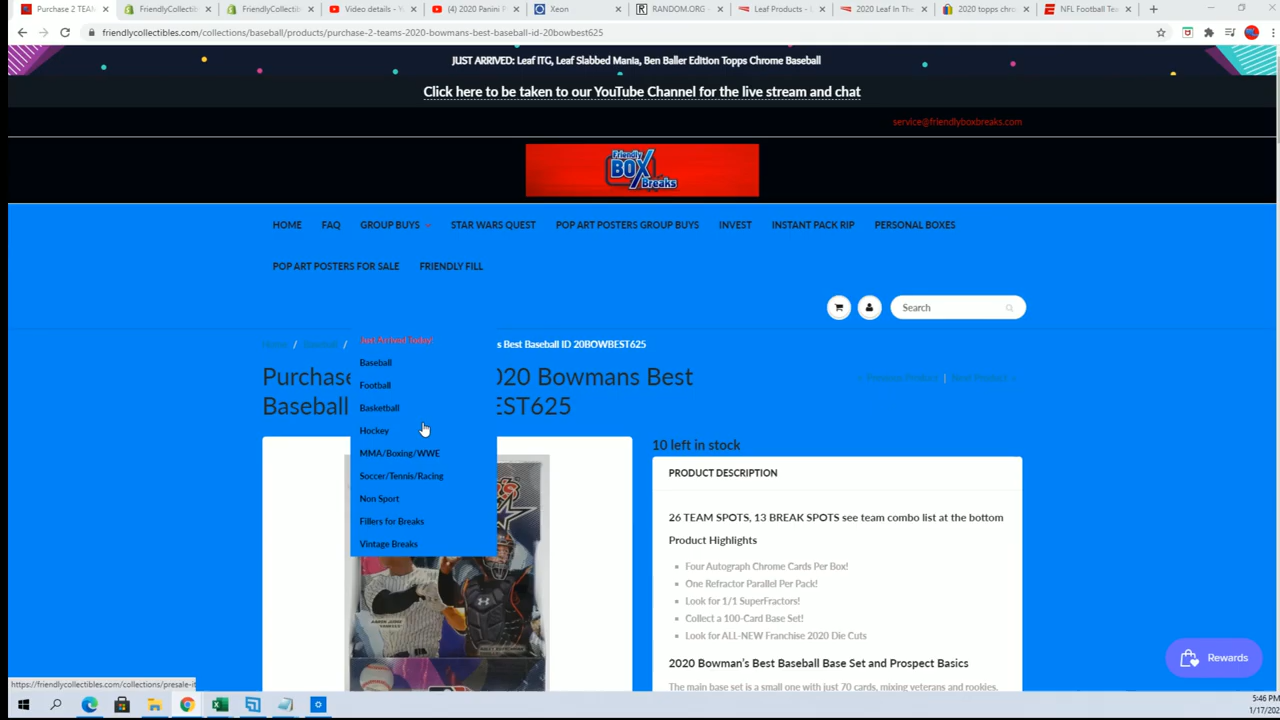 Purchase 2 TEAM
FriendlyCollectib
FriendlyCollectib
Video details - Y
(4) 2020 Panini P
Xeon
RANDOM.ORG -
Leaf Products - L
2020 Leaf In The
2020 topps chro
NFL Football Te
friendlycollectibles.com/collections/baseball/products/purchase-2-teams-2020-bowmans-best-baseball-id-20bowbest625
JUST ARRIVED: Leaf ITG, Leaf Slabbed Mania, Ben Baller Edition Topps Chrome Baseball
Click here to be taken to our YouTube Channel for the live stream and chat
service@friendlyboxbreaks.com
Friendly
BOX
Breaks
HOME FAQ GROUP BUYS STAR WARS QUEST POP ART POSTERS GROUP BUYS INVEST INSTANT PACK RIP PERSONAL BOXES
POP ART POSTERS FOR SALE FRIENDLY FILL
Search
Home / Baseball / s Best Baseball ID 20BOWBEST625
Just Arrived Today!
Baseball
Football
Basketball
Hockey
MMA/Boxing/WWE
Soccer/Tennis/Racing
Non Sport
Fillers for Breaks
Vintage Breaks
Purchase 020 Bowmans Best
Baseball EST625
Previous Product | Next Product
10 left in stock
PRODUCT DESCRIPTION
26 TEAM SPOTS, 13 BREAK SPOTS see team combo list at the bottom
Product Highlights
Four Autograph Chrome Cards Per Box!
One Refractor Parallel Per Pack!
Look for 1/1 SuperFractors!
Collect a 100-Card Base Set!
Look for ALL-NEW Franchise 2020 Die Cuts
2020 Bowman's Best Baseball Base Set and Prospect Basics
The main base set is a small one with just 70 cards, mixing veterans and rookies.
Rewards
https://friendlycollectibles.com/collections/presale-it
5:46 PM
1/17/202